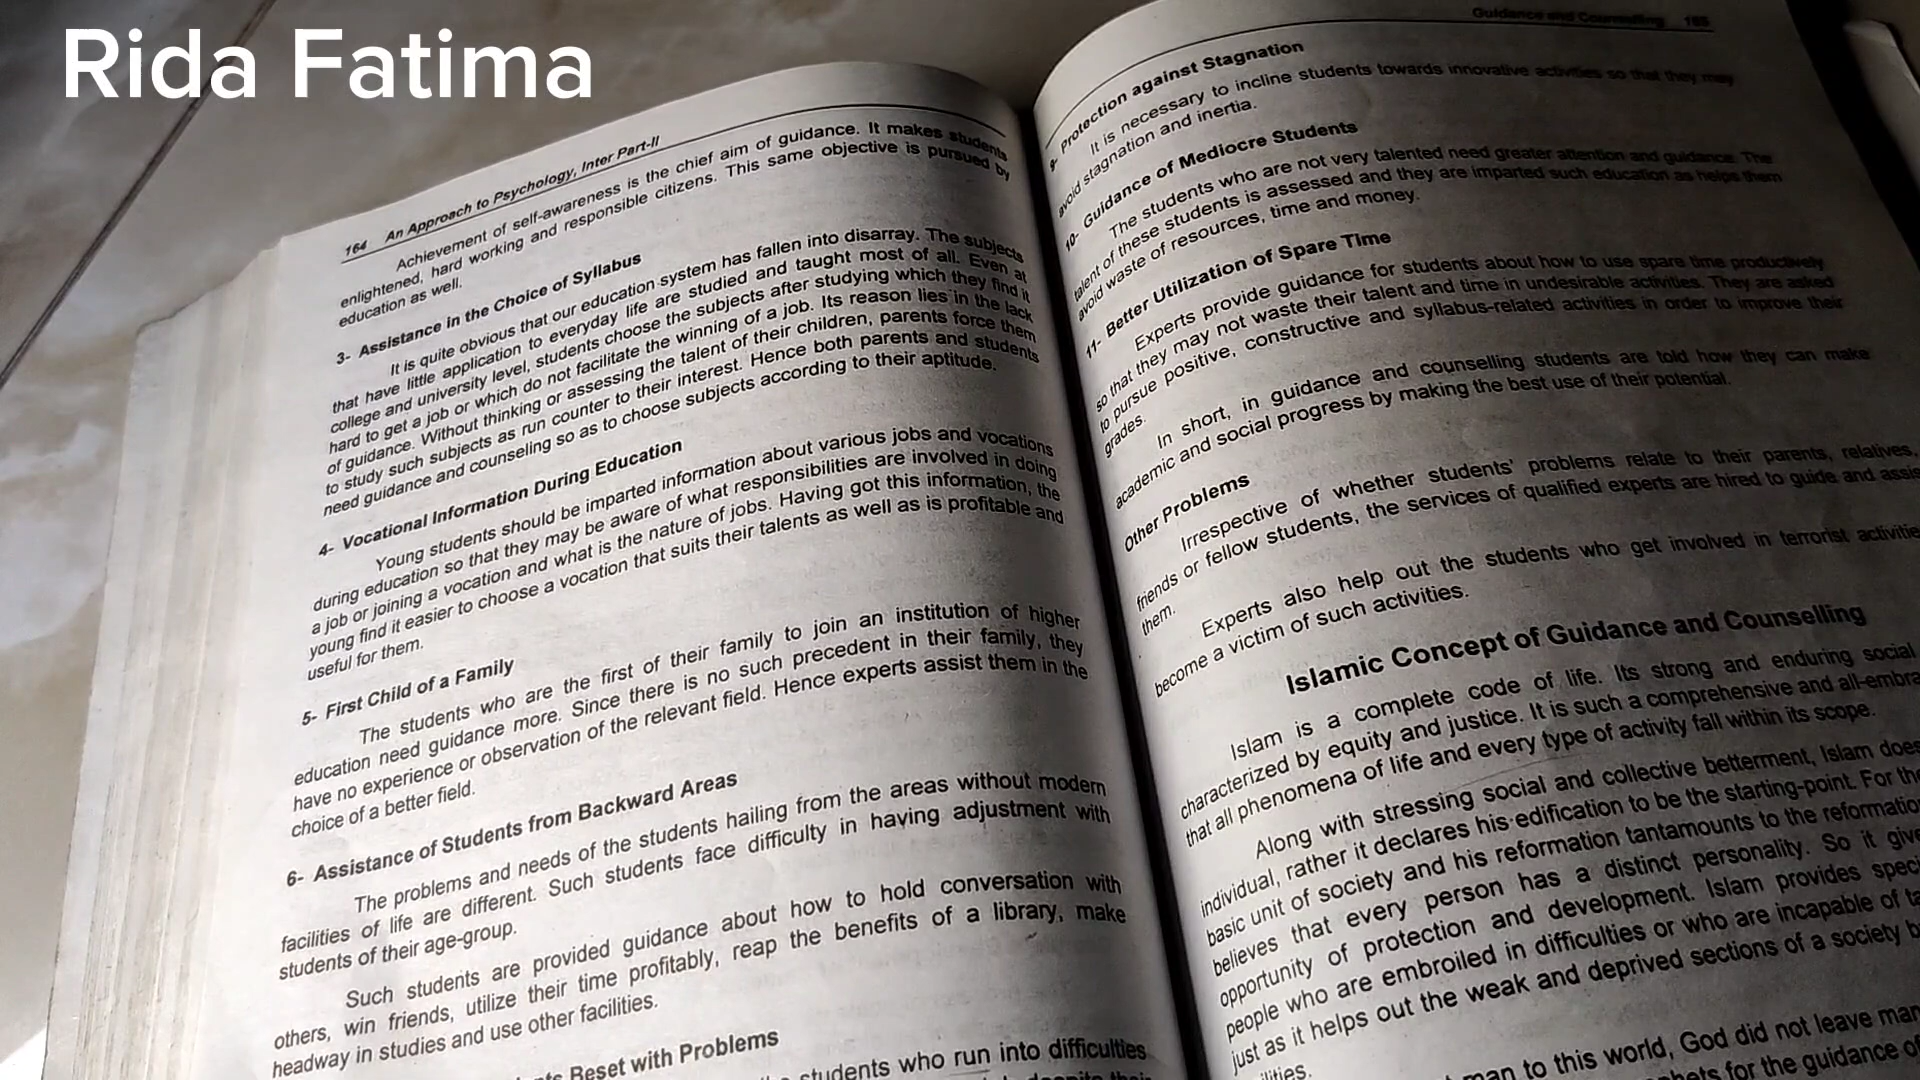 Rida Fatima
164 An Approach to Psychology, Inter Part-II
Achievement of self-awareness is the chief aim of guidance. It makes students
enlightened, hard working and responsible citizens. This same objective is pursued by
education as well.
3- Assistance in the Choice of Syllabus
It is quite obvious that our education system has fallen into disarray. The subjects
that have little application to everyday life are studied and taught most of all. Even at
college and university level, students choose the subjects after studying which they find it
hard to get a job or which do not facilitate the winning of a job. Its reason lies in the lack
of guidance. Without thinking or assessing the talent of their children, parents force them
to study such subjects as run counter to their interest. Hence both parents and students
need guidance and counseling so as to choose subjects according to their aptitude.
4- Vocational Information During Education
Young students should be imparted information about various jobs and vocations
during education so that they may be aware of what responsibilities are involved in doing
a job or joining a vocation and what is the nature of jobs. Having got this information, the
young find it easier to choose a vocation that suits their talents as well as is profitable and
useful for them.
5- First Child of a Family
The students who are the first of their family to join an institution of higher
education need guidance more. Since there is no such precedent in their family, they
have no experience or observation of the relevant field. Hence experts assist them in the
choice of a better field.
6- Assistance of Students from Backward Areas
The problems and needs of the students hailing from the areas without modern
facilities of life are different. Such students face difficulty in having adjustment with
students of their age-group.
Such students are provided guidance about how to hold conversation with
others, win friends, utilize their time profitably, reap the benefits of a library, make
headway in studies and use other facilities.
Beset with Problems
students who run into difficulties
Guidance and Counselling 165
9- Protection against Stagnation
It is necessary to incline students towards innovative activities so that they may
avoid stagnation and inertia.
10- Guidance of Mediocre Students
The students who are not very talented need greater attention and guidance. The
talent of these students is assessed and they are imparted such education as helps them
avoid waste of resources, time and money.
11- Better Utilization of Spare Time
Experts provide guidance for students about how to use spare time productively
so that they may not waste their talent and time in undesirable activities. They are asked
to pursue positive, constructive and syllabus-related activities in order to improve their
grades.
In short, in guidance and counselling students are told how they can make
academic and social progress by making the best use of their potential.
Other Problems
Irrespective of whether students' problems relate to their parents, relatives,
friends or fellow students, the services of qualified experts are hired to guide and
them.
Experts also help out the students who get involved in terrorist
become a victim of such activities.
Islamic Concept of Guidance and Counselling
Islam is a complete code of life. Its strong and enduring social
characterized by equity and justice. It is such a comprehensive and
that all phenomena of life and every type of activity fall within its scope.
Along with stressing social and collective betterment, Islam
individual, rather it declares his edification to be the starting-point. For
basic unit of society and his reformation tantamounts to the
believes that every person has a distinct personality. So it
opportunity of protection and development. Islam provides
people who are embroiled in difficulties or who are incapable of
just as it helps out the weak and deprived sections of a society
man to this world, God did not leave
for the guidance of